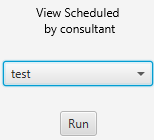 View Scheduled
by consultant
test
Run